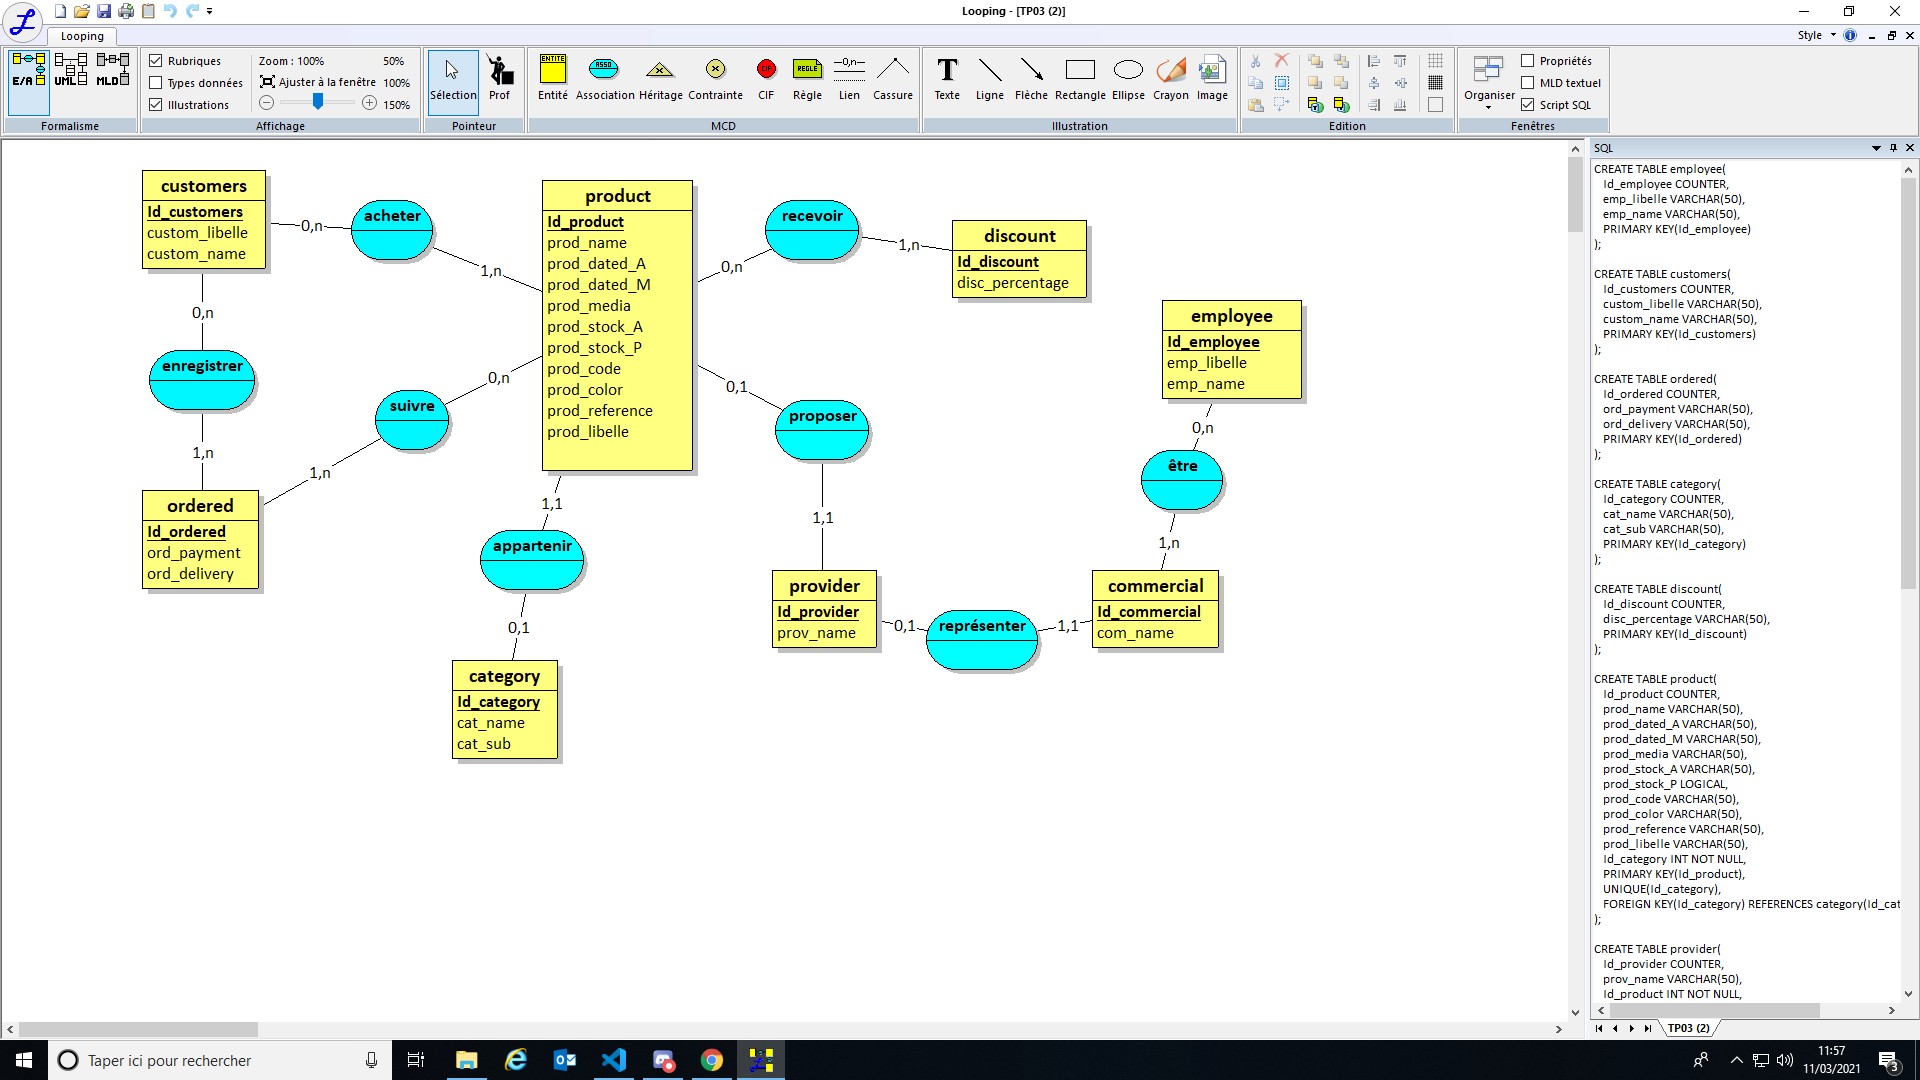 Looping - [TP03 (2)]
Looping
Style
E/A
UML
MLD
Formalisme
Rubriques
Types données
Illustrations
Zoom : 100%
50%
Ajuster à la fenêtre
100%
150%
Affichage
Sélection
Prof
Pointeur
ENTITE
Entité
ASSO
Association
Héritage
Contrainte
CIF
CIF
REGLE
Règle
—0,n—
Lien
Cassure
MCD
Texte
Ligne
Flèche
Rectangle
Ellipse
Crayon
Image
Illustration
Edition
Organiser
Propriétés
MLD textuel
Script SQL
Fenêtres
customers
Id_customers
custom_libelle
custom_name
0,n
acheter
1,n
product
Id_product
prod_name
prod_dated_A
prod_dated_M
prod_media
prod_stock_A
prod_stock_P
prod_code
prod_color
prod_reference
prod_libelle
recevoir
0,n
1,n
discount
Id_discount
disc_percentage
employee
Id_employee
emp_libelle
emp_name
0,n
enregistrer
1,n
suivre
0,n
1,n
0,1
proposer
1,1
0,n
être
1,n
ordered
Id_ordered
ord_payment
ord_delivery
1,1
appartenir
0,1
provider
Id_provider
prov_name
0,1
représenter
1,1
commercial
Id_commercial
com_name
category
Id_category
cat_name
cat_sub
SQL
CREATE TABLE employee(
Id_employee COUNTER,
emp_libelle VARCHAR(50),
emp_name VARCHAR(50),
PRIMARY KEY(Id_employee)
);
CREATE TABLE customers(
Id_customers COUNTER,
custom_libelle VARCHAR(50),
custom_name VARCHAR(50),
PRIMARY KEY(Id_customers)
);
CREATE TABLE ordered(
Id_ordered COUNTER,
ord_payment VARCHAR(50),
ord_delivery VARCHAR(50),
PRIMARY KEY(Id_ordered)
);
CREATE TABLE category(
Id_category COUNTER,
cat_name VARCHAR(50),
cat_sub VARCHAR(50),
PRIMARY KEY(Id_category)
);
CREATE TABLE discount(
Id_discount COUNTER,
disc_percentage VARCHAR(50),
PRIMARY KEY(Id_discount)
);
CREATE TABLE product(
Id_product COUNTER,
prod_name VARCHAR(50),
prod_dated_A VARCHAR(50),
prod_dated_M VARCHAR(50),
prod_media VARCHAR(50),
prod_stock_A VARCHAR(50),
prod_stock_P LOGICAL,
prod_code VARCHAR(50),
prod_color VARCHAR(50),
prod_reference VARCHAR(50),
prod_libelle VARCHAR(50),
Id_category INT NOT NULL,
PRIMARY KEY(Id_product),
UNIQUE(Id_category),
FOREIGN KEY(Id_category) REFERENCES category(Id_cat
);
CREATE TABLE provider(
Id_provider COUNTER,
prov_name VARCHAR(50),
Id_product INT NOT NULL,
TP03 (2)
Taper ici pour rechercher
11:57
11/03/2021
3